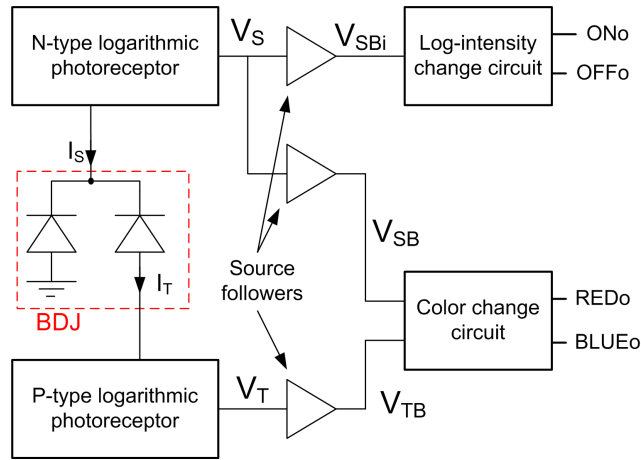 N-type logarithmic
photoreceptor
VS
VSBi
Log-intensity
change circuit
ONo
OFFo
IS
VSB
Source
followers
IT
BDJ
Color change
circuit
REDo
BLUEo
P-type logarithmic
photoreceptor
VT
VTB